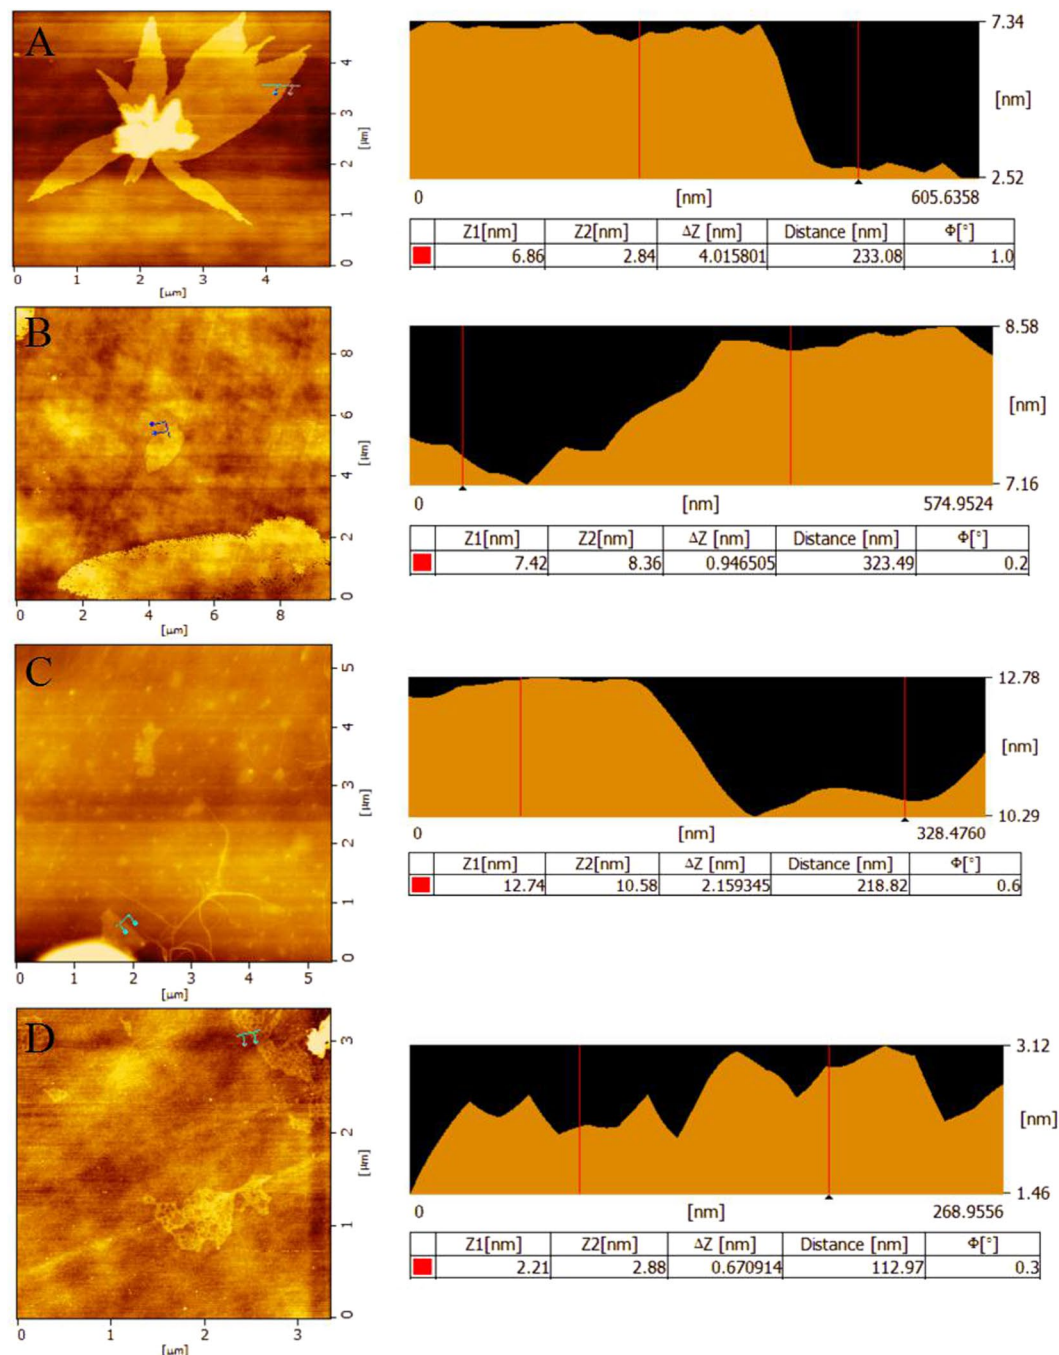 A
4
3
2
1
0
[µm]
0 1 2 3 4
[µm]
7.34
[nm]
2.52
0 [nm] 605.6358
Z1[nm] Z2[nm] ΔZ [nm] Distance [nm] Φ[°]
6.86 2.84 4.015801 233.08 1.0
B
8
6
4
2
0
[µm]
0 2 4 6 8
[µm]
8.58
[nm]
7.16
0 [nm] 574.9524
Z1[nm] Z2[nm] ΔZ [nm] Distance [nm] Φ[°]
7.42 8.36 0.946505 323.49 0.2
C
5
4
3
2
1
0
[µm]
0 1 2 3 4 5
[µm]
12.78
[nm]
10.29
0 [nm] 328.4760
Z1[nm] Z2[nm] ΔZ [nm] Distance [nm] Φ[°]
12.74 10.58 2.159345 218.82 0.6
D
3
2
1
0
[µm]
0 1 2 3
[µm]
3.12
[nm]
1.46
0 [nm] 268.9556
Z1[nm] Z2[nm] ΔZ [nm] Distance [nm] Φ[°]
2.21 2.88 0.670914 112.97 0.3